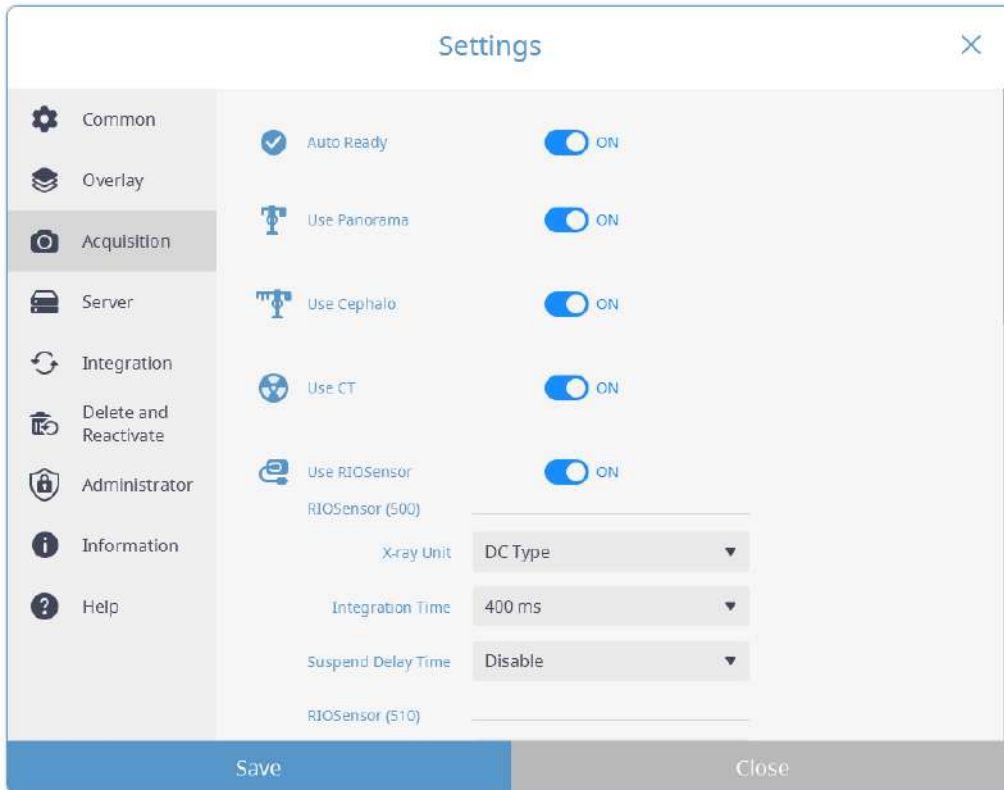 Settings
Common
Overlay
Acquisition
Server
Integration
Delete and
Reactivate
Administrator
Information
Help
Auto Ready ON
Use Panorama ON
Use Cephalo ON
Use CT ON
Use RIOSensor ON
RIOSensor (500)
X-ray Unit DC Type
Integration Time 400 ms
Suspend Delay Time Disable
RIOSensor (510)
Save Close